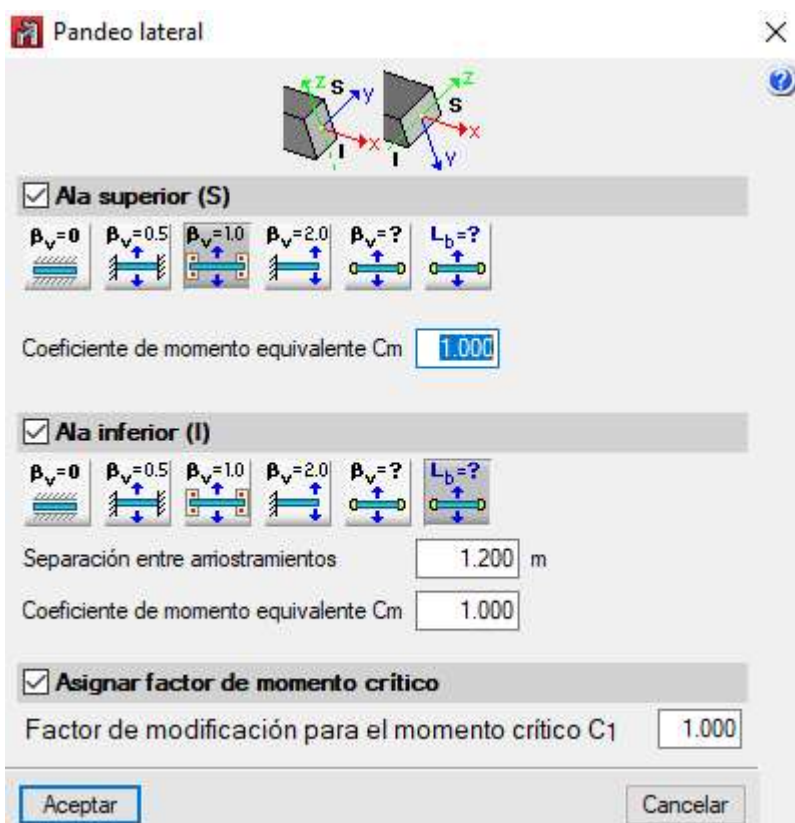 Pandeo lateral
z S y x I
z S x I y
Ala superior (S)
βv=0 βv=0.5 βv=1.0 βv=2.0 βv=? Lb=?
Coeficiente de momento equivalente Cm 1.000
Ala inferior (I)
βv=0 βv=0.5 βv=1.0 βv=2.0 βv=? Lb=?
Separación entre arriostramientos 1.200 m
Coeficiente de momento equivalente Cm 1.000
Asignar factor de momento crítico
Factor de modificación para el momento crítico C1 1.000
Aceptar Cancelar